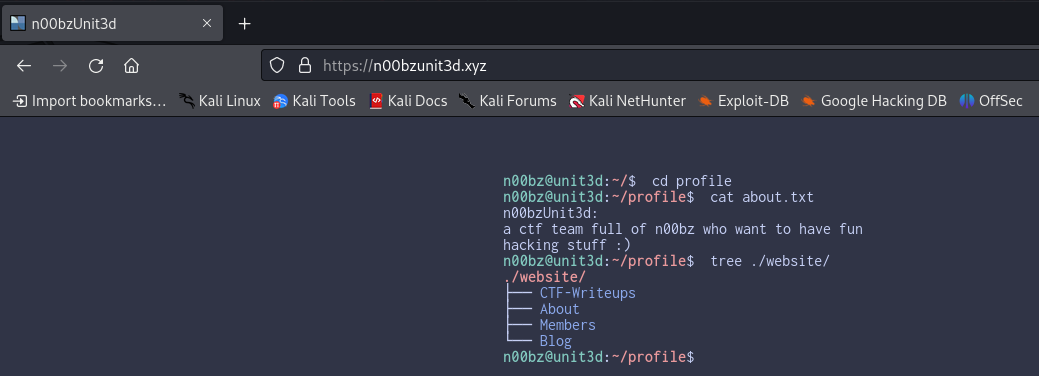 n00bzUnit3d
https://n00bzunit3d.xyz
Import bookmarks... Kali Linux Kali Tools Kali Docs Kali Forums Kali NetHunter Exploit-DB Google Hacking DB OffSec
n00bz@unit3d:~/$ cd profile
n00bz@unit3d:~/profile$ cat about.txt
n00bzUnit3d:
a ctf team full of n00bz who want to have fun
hacking stuff :)
n00bz@unit3d:~/profile$ tree ./website/
./website/
├── CTF-Writeups
├── About
├── Members
└── Blog
n00bz@unit3d:~/profile$